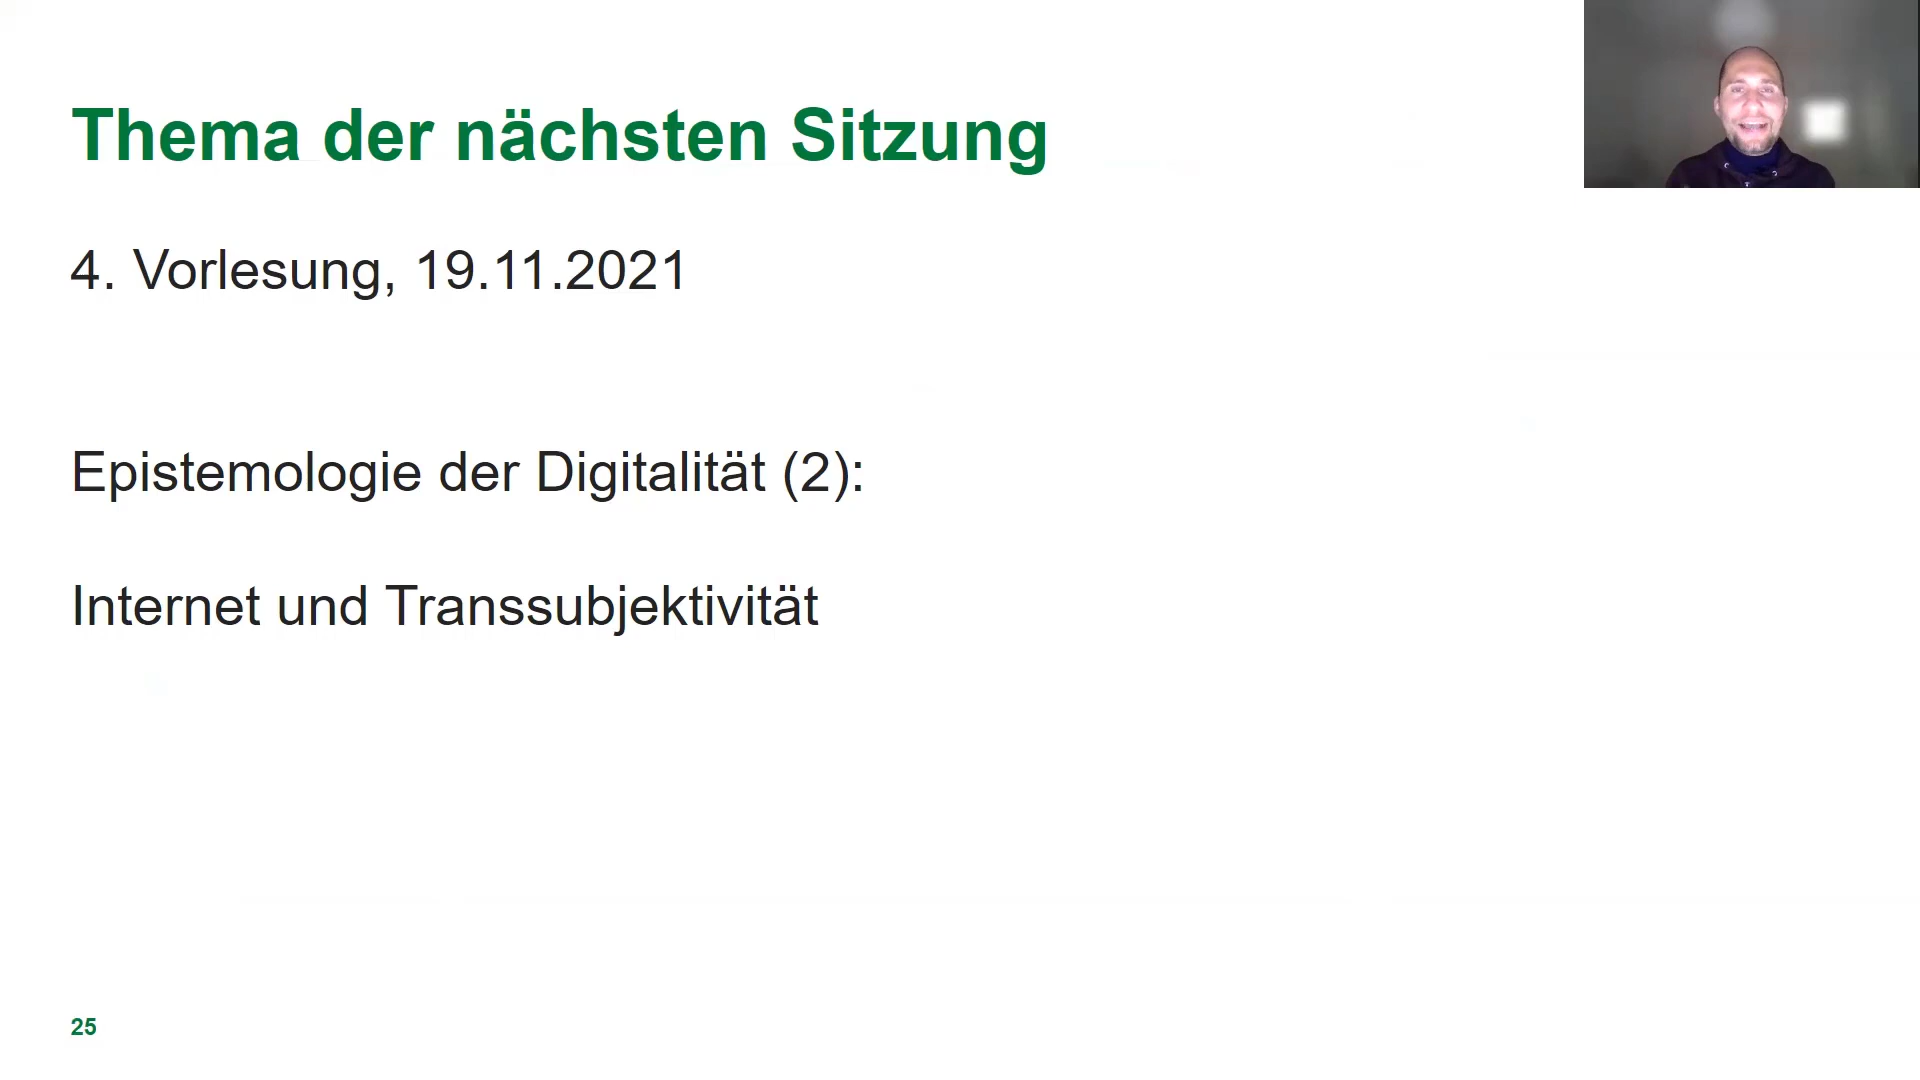 Thema der nächsten Sitzung
4. Vorlesung, 19.11.2021
Epistemologie der Digitalität (2):
Internet und Transsubjektivität
25